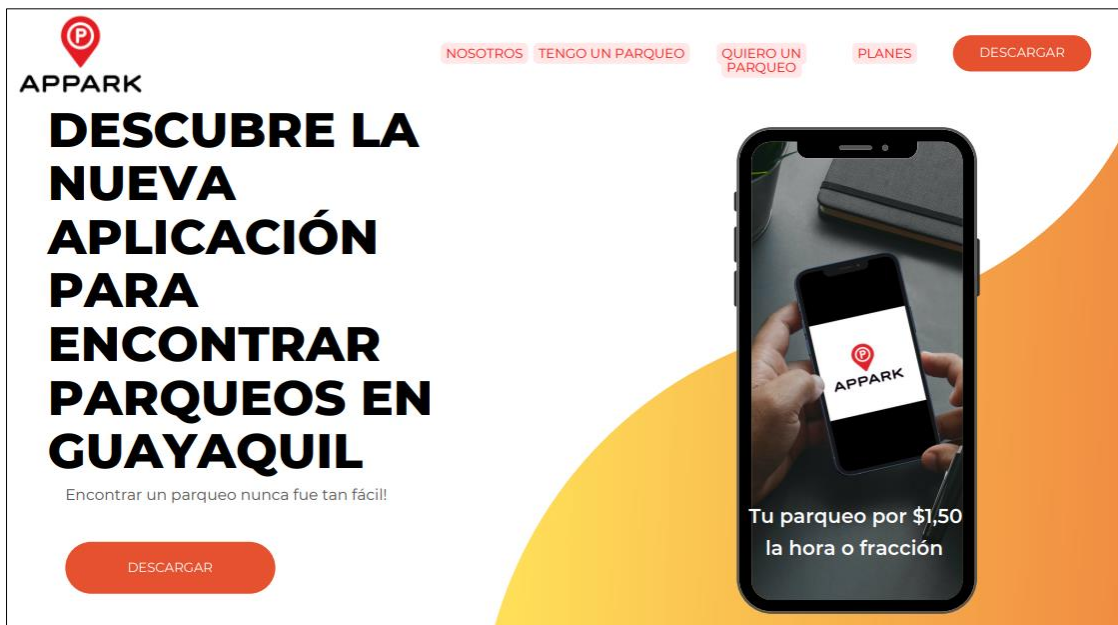 P
APPARK
NOSOTROS
TENGO UN PARQUEO
QUIERO UN
PARQUEO
PLANES
DESCARGAR
DESCUBRE LA
NUEVA
APLICACIÓN
PARA
ENCONTRAR
PARQUEOS EN
GUAYAQUIL
Encontrar un parqueo nunca fue tan fácil!
DESCARGAR
P
APPARK
Tu parqueo por $1,50
la hora o fracción